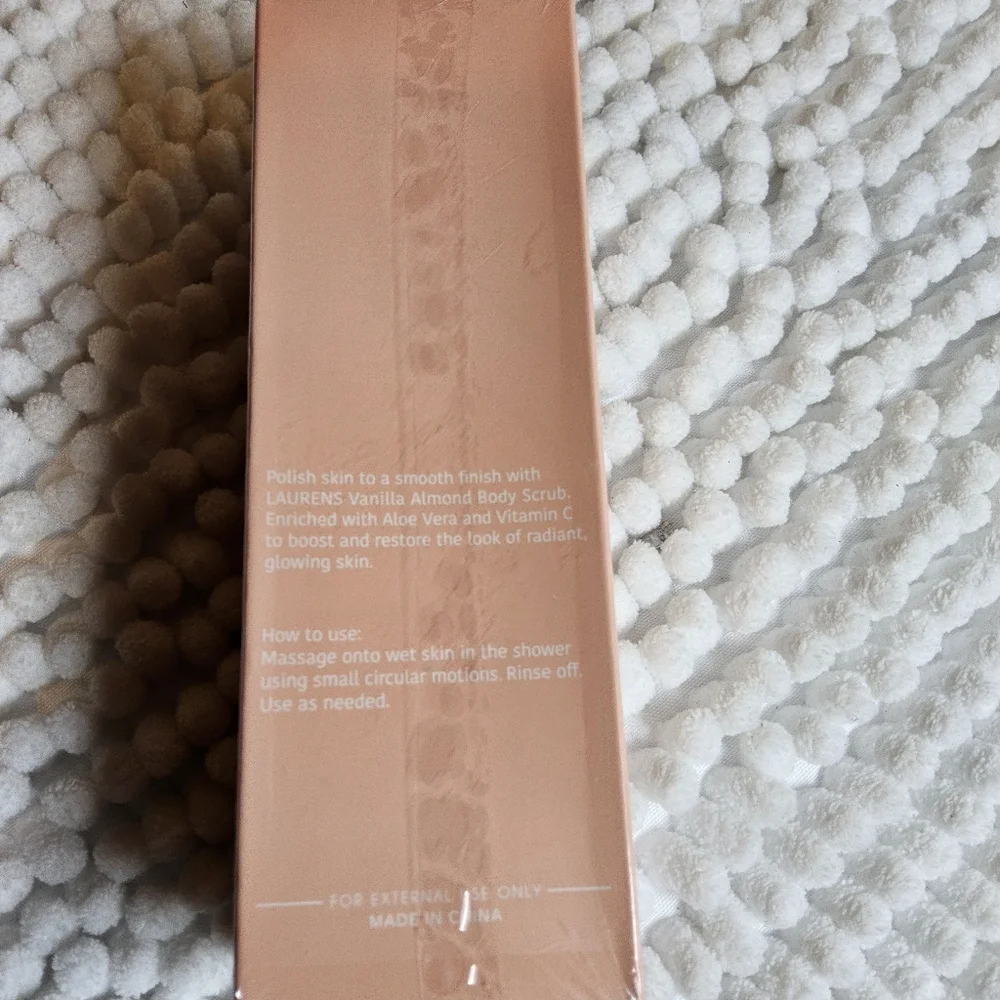 Polish skin to a smooth finish with
LAURENS Vanilla Almond Body Scrub.
Enriched with Aloe Vera and Vitamin C
to boost and restore the look of radiant,
glowing skin.
How to use:
Massage onto wet skin in the shower
using small circular motions. Rinse off.
Use as needed.
FOR EXTERNAL USE ONLY
MADE IN CHINA